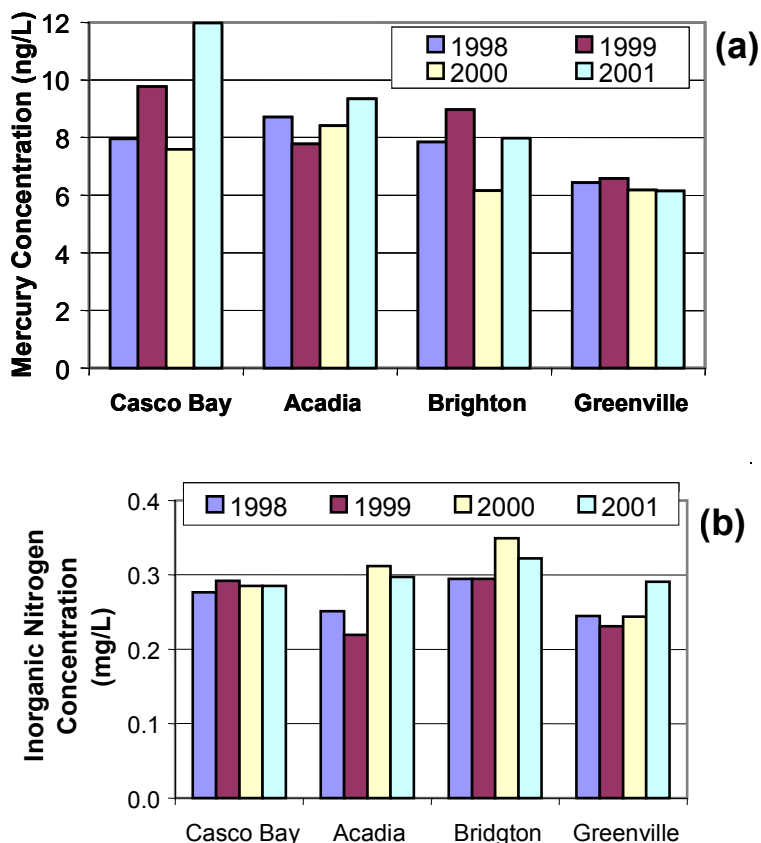 Mercury Concentration (ng/L)
12
10
8
6
4
2
0
1998 1999
2000 2001
(a)
Casco Bay Acadia Brighton Greenville
Inorganic Nitrogen
Concentration
(mg/L)
0.4
0.3
0.2
0.1
0.0
1998 1999 2000 2001
(b)
Casco Bay Acadia Bridgton Greenville